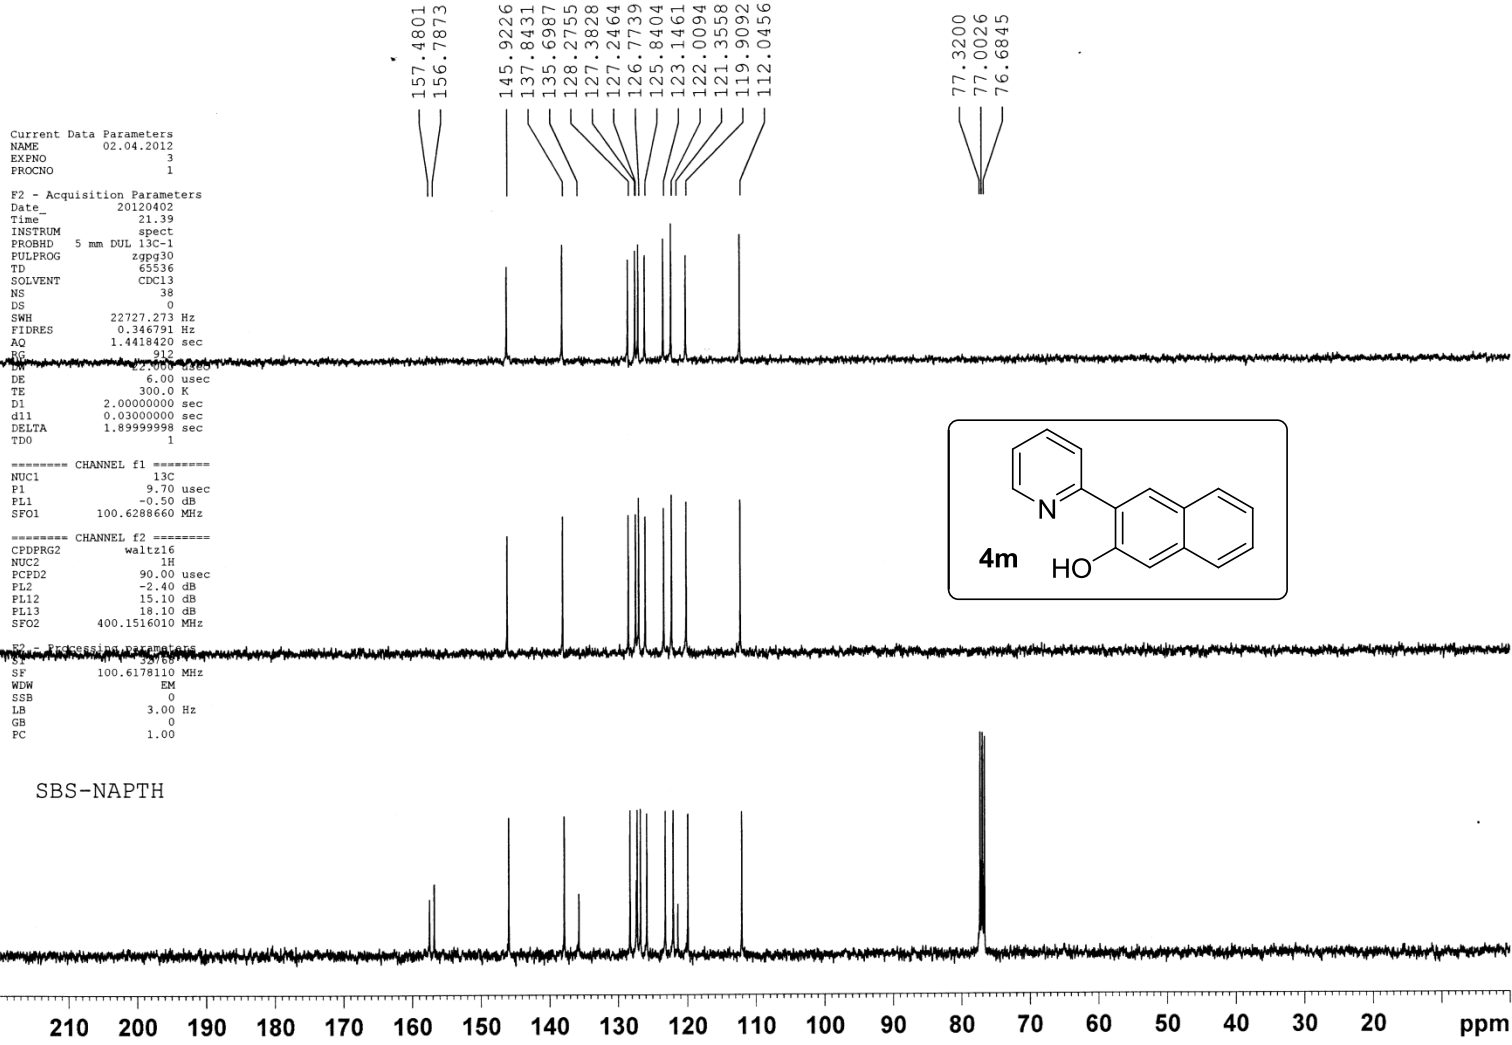 157.4801
156.7873
145.9226
137.8431
135.6987
128.2755
127.3828
127.2464
126.7739
125.8404
123.1461
122.0094
121.3558
119.9092
112.0456
77.3200
77.0026
76.6845
Current Data Parameters
NAME 02.04.2012
EXPNO 3
PROCNO 1
F2 - Acquisition Parameters
Date_ 20120402
Time 21.39
INSTRUM spect
PROBHD 5 mm DUL 13C-1
PULPROG zgpg30
TD 65536
SOLVENT CDCl3
NS 38
DS 0
SWH 22727.273 Hz
FIDRES 0.346791 Hz
AQ 1.4418420 sec
RG 912
DW 22.000 usec
DE 6.00 usec
TE 300.0 K
D1 2.00000000 sec
d11 0.03000000 sec
DELTA 1.89999998 sec
TD0 1
======== CHANNEL f1 ========
NUC1 13C
P1 9.70 usec
PL1 -0.50 dB
SFO1 100.6288660 MHz
======== CHANNEL f2 ========
CPDPRG2 waltz16
NUC2 1H
PCPD2 90.00 usec
PL2 -2.40 dB
PL12 15.10 dB
PL13 18.10 dB
SFO2 400.1516010 MHz
F2 - Processing parameters
SI 32768
SF 100.6178110 MHz
WDW EM
SSB 0
LB 3.00 Hz
GB 0
PC 1.00
N
4m HO
SBS-NAPTH
210 200 190 180 170 160 150 140 130 120 110 100 90 80 70 60 50 40 30 20 ppm